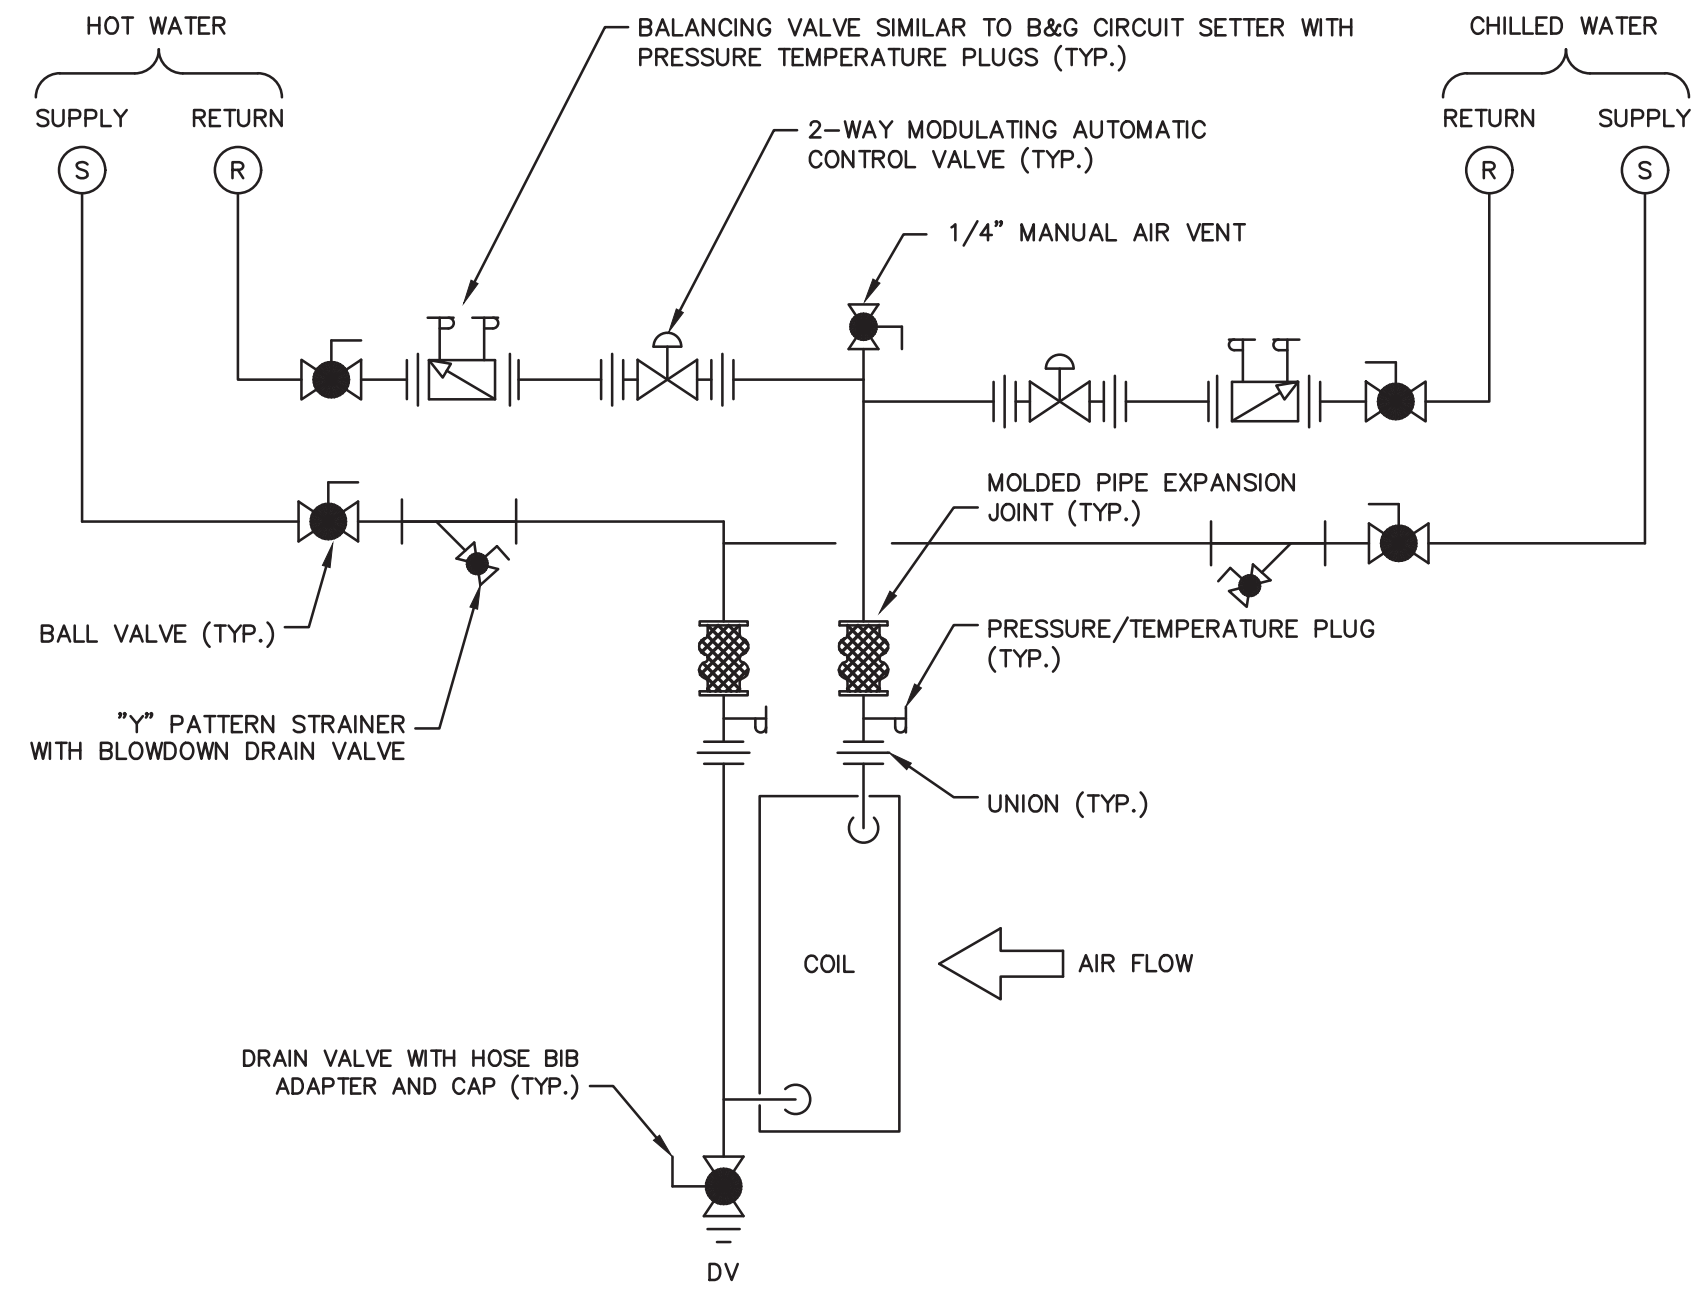 HOT WATER
SUPPLY
RETURN
S
R
BALANCING VALVE SIMILAR TO B&G CIRCUIT SETTER WITH
PRESSURE TEMPERATURE PLUGS (TYP.)
2-WAY MODULATING AUTOMATIC
CONTROL VALVE (TYP.)
1/4" MANUAL AIR VENT
CHILLED WATER
RETURN
SUPPLY
R
S
MOLDED PIPE EXPANSION
JOINT (TYP.)
BALL VALVE (TYP.)
PRESSURE/TEMPERATURE PLUG
(TYP.)
"Y" PATTERN STRAINER
WITH BLOWDOWN DRAIN VALVE
UNION (TYP.)
COIL
AIR FLOW
DRAIN VALVE WITH HOSE BIB
ADAPTER AND CAP (TYP.)
DV